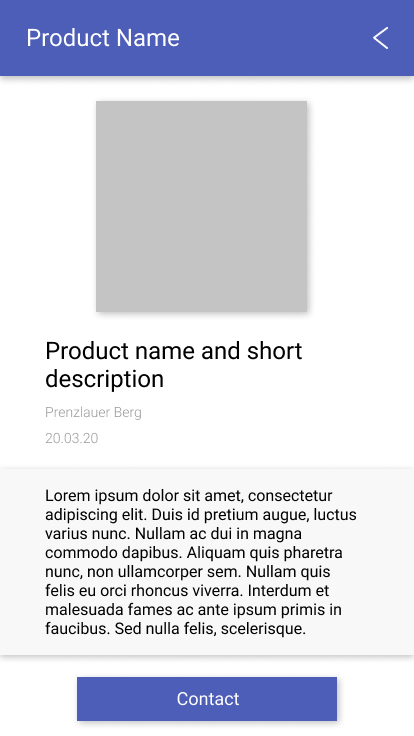 Product Name
Product name and short
description
Prenzlauer Berg
20.03.20
Lorem ipsum dolor sit amet, consectetur
adipiscing elit. Duis id pretium augue, luctus
varius nunc. Nullam ac dui in magna
commodo dapibus. Aliquam quis pharetra
nunc, non ullamcorper sem. Nullam quis
felis eu orci rhoncus viverra. Interdum et
malesuada fames ac ante ipsum primis in
faucibus. Sed nulla felis, scelerisque.
Contact